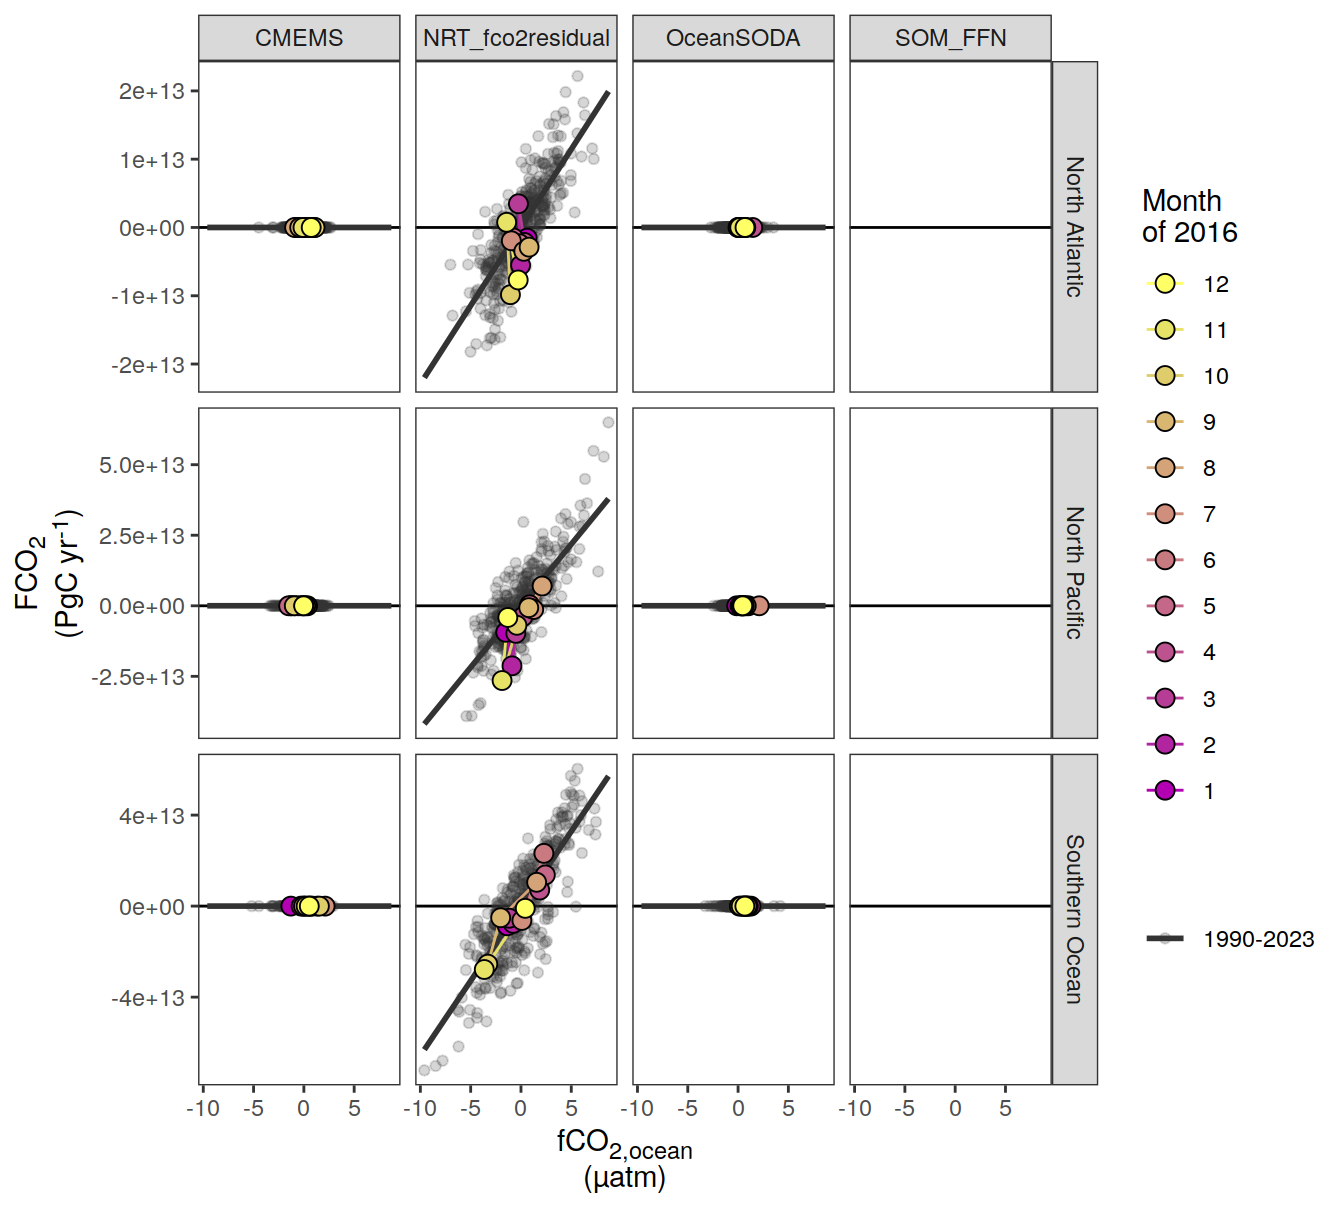 CMEMS NRT_fco2residual OceanSODA SOM_FFN
2e+13
1e+13
0e+00
-1e+13
-2e+13
North Atlantic
5.0e+13
2.5e+13
0.0e+00
-2.5e+13
North Pacific
4e+13
0e+00
-4e+13
Southern Ocean
-10 -5 0 5 -10 -5 0 5 -10 -5 0 5 -10 -5 0 5
FCO₂
(PgC yr⁻¹)
fCO₂,ocean
(µatm)
Month
of 2016
12
11
10
9
8
7
6
5
4
3
2
1
1990-2023